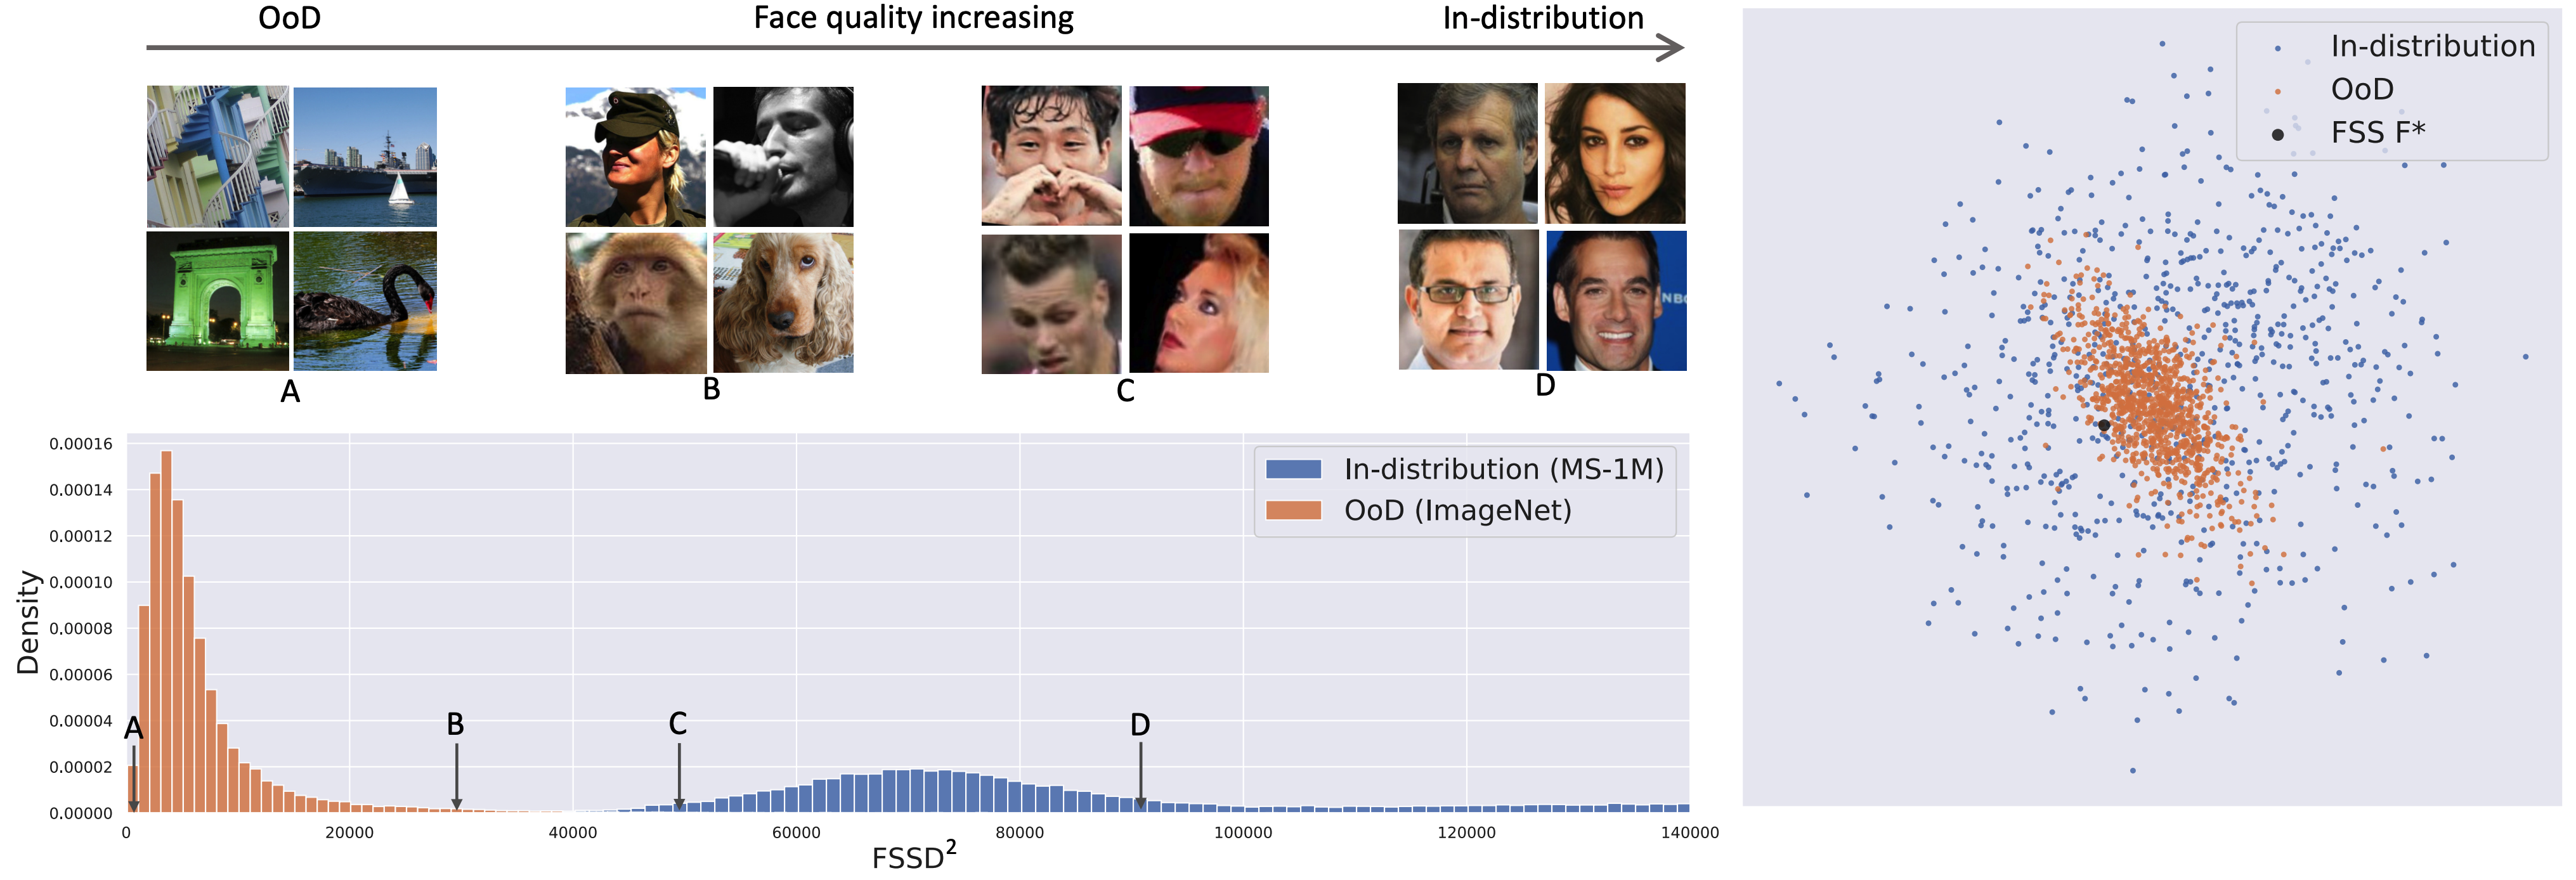 OoD
Face quality increasing
In-distribution
NBC
A
B
C
D
In-distribution
OoD
FSS F*
0.00016
0.00014
0.00012
0.00010
0.00008
0.00006
0.00004
0.00002
0.00000
Density
In-distribution (MS-1M)
OoD (ImageNet)
A
B
C
D
0
20000
40000
60000
80000
100000
120000
140000
FSSD²